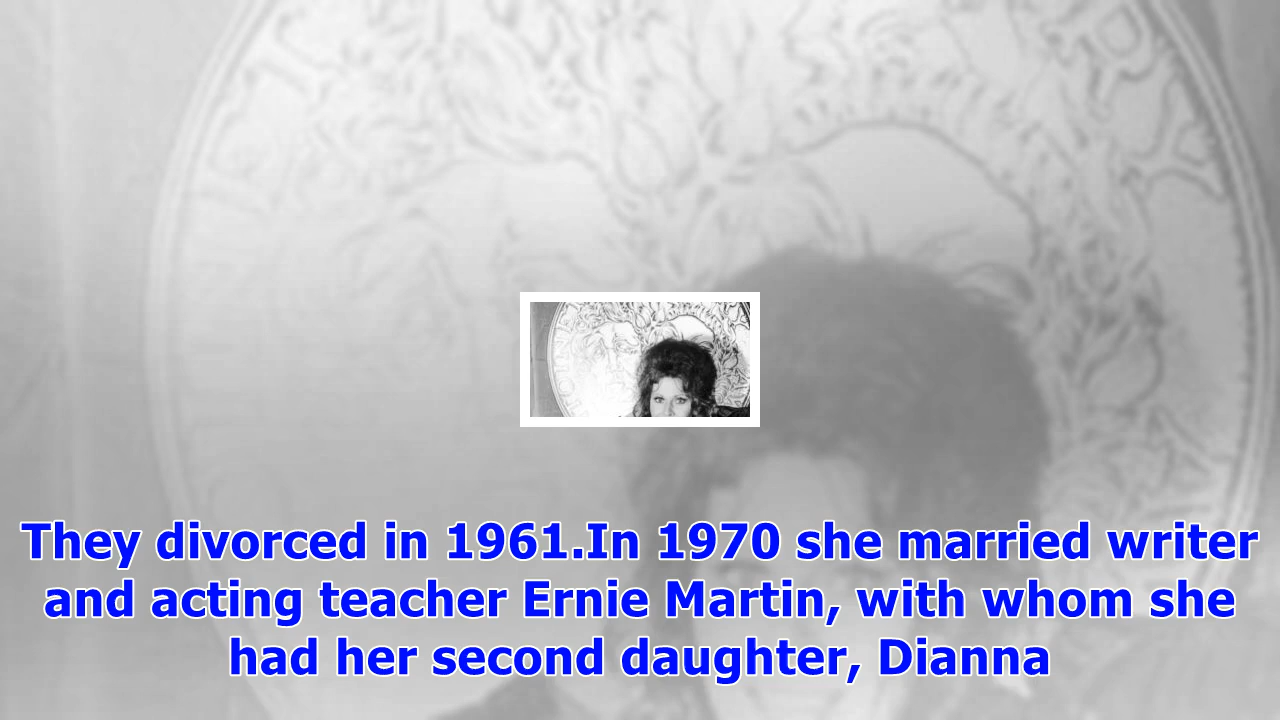 They divorced in 1961.In 1970 she married writer
and acting teacher Ernie Martin, with whom she
had her second daughter, Dianna